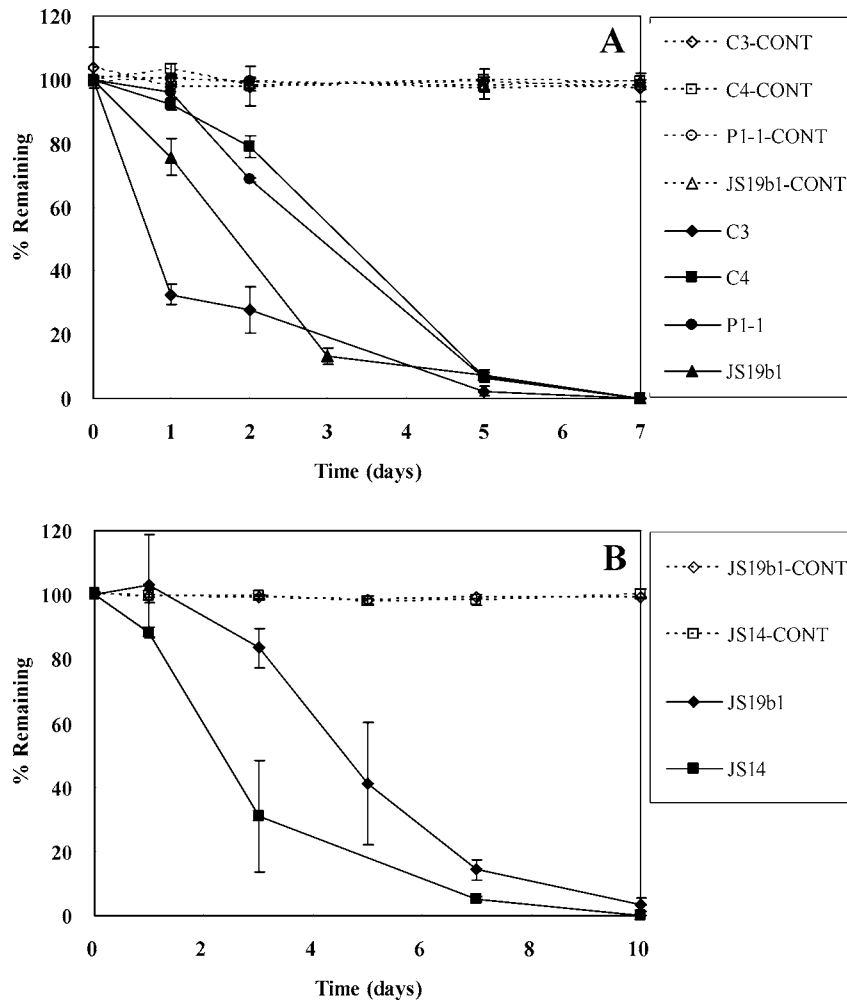 A
% Remaining
120
100
80
60
40
20
0
0 1 2 3 4 5 6 7
Time (days)
C3-CONT
C4-CONT
P1-1-CONT
JS19b1-CONT
C3
C4
P1-1
JS19b1
B
% Remaining
120
100
80
60
40
20
0
0 2 4 6 8 10
Time (days)
JS19b1-CONT
JS14-CONT
JS19b1
JS14